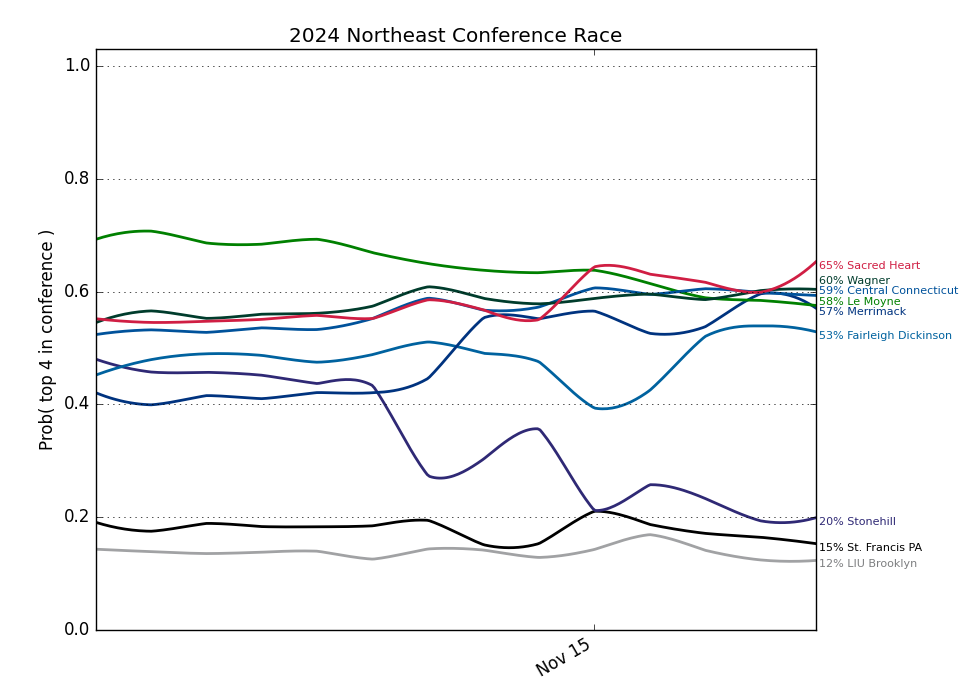 2024 Northeast Conference Race
Prob( top 4 in conference )
1.0
0.8
0.6
0.4
0.2
0.0
Nov 15
65% Sacred Heart
60% Wagner
59% Central Connecticut
58% Le Moyne
57% Merrimack
53% Fairleigh Dickinson
20% Stonehill
15% St. Francis PA
12% LIU Brooklyn